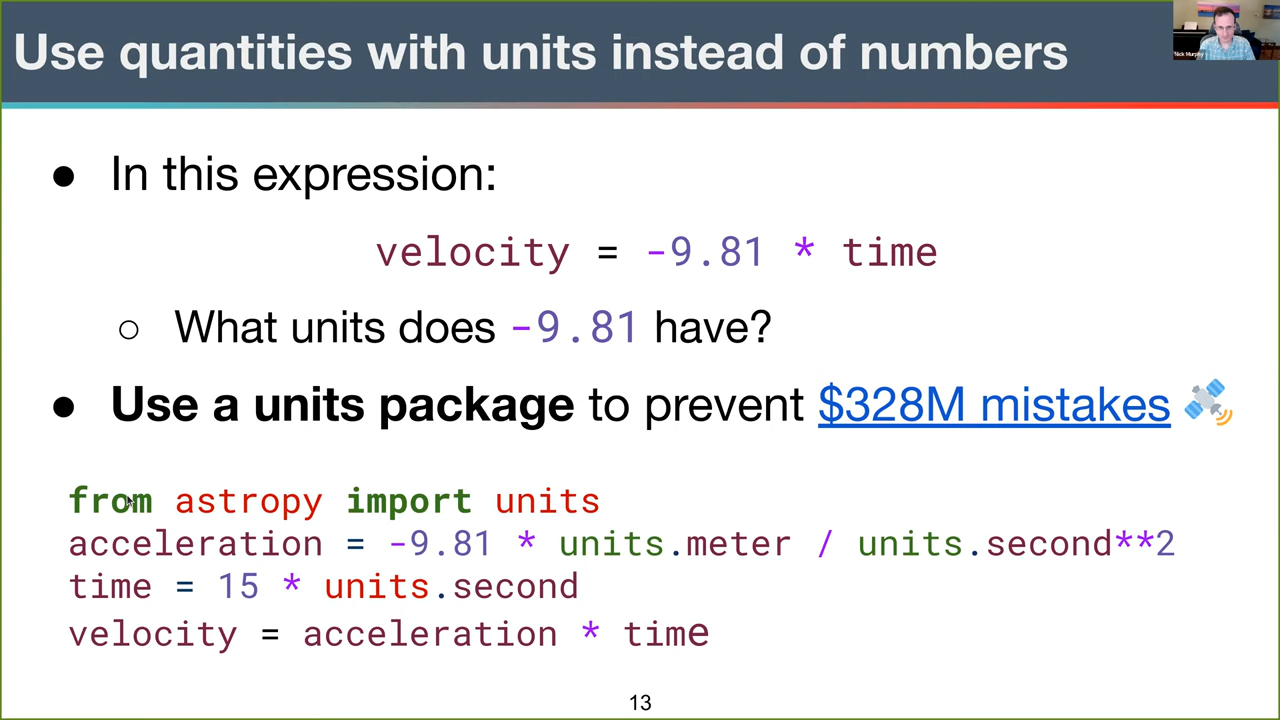 Use quantities with units instead of numbers
Nick Murphy
● In this expression:
velocity = -9.81 * time
○ What units does -9.81 have?
● Use a units package to prevent $328M mistakes 🛰️
from astropy import units
acceleration = -9.81 * units.meter / units.second**2
time = 15 * units.second
velocity = acceleration * time
13